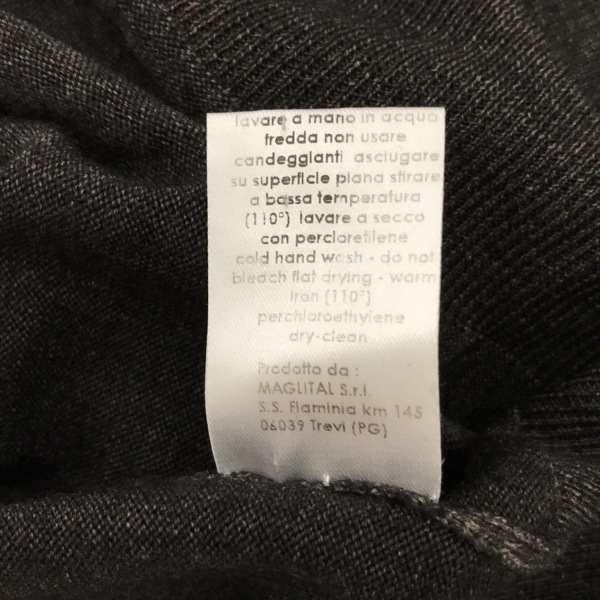 lavare a mano in acqua
fredda non usare
candeggianti asciugare
su superficie piana stirare
a bassa temperatura
(110°) lavare a secco
con percloretilene
cold hand wash - do not
bleach flat drying - warm
iron (110°)
perchloroethylene
dry-clean
Prodotto da :
MAGLITAL S.r.l.
S.S. Flaminia km 145
06039 Trevi (PG)